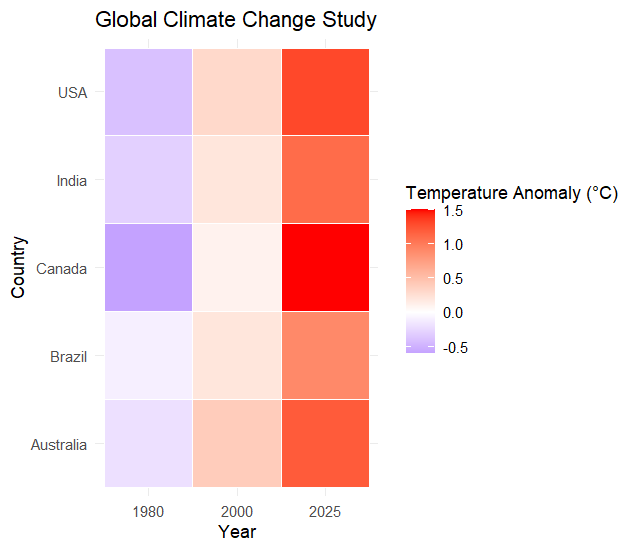 Global Climate Change Study
Country
USA
India
Canada
Brazil
Australia
1980 2000 2025
Year
Temperature Anomaly (°C)
1.5
1.0
0.5
0.0
-0.5